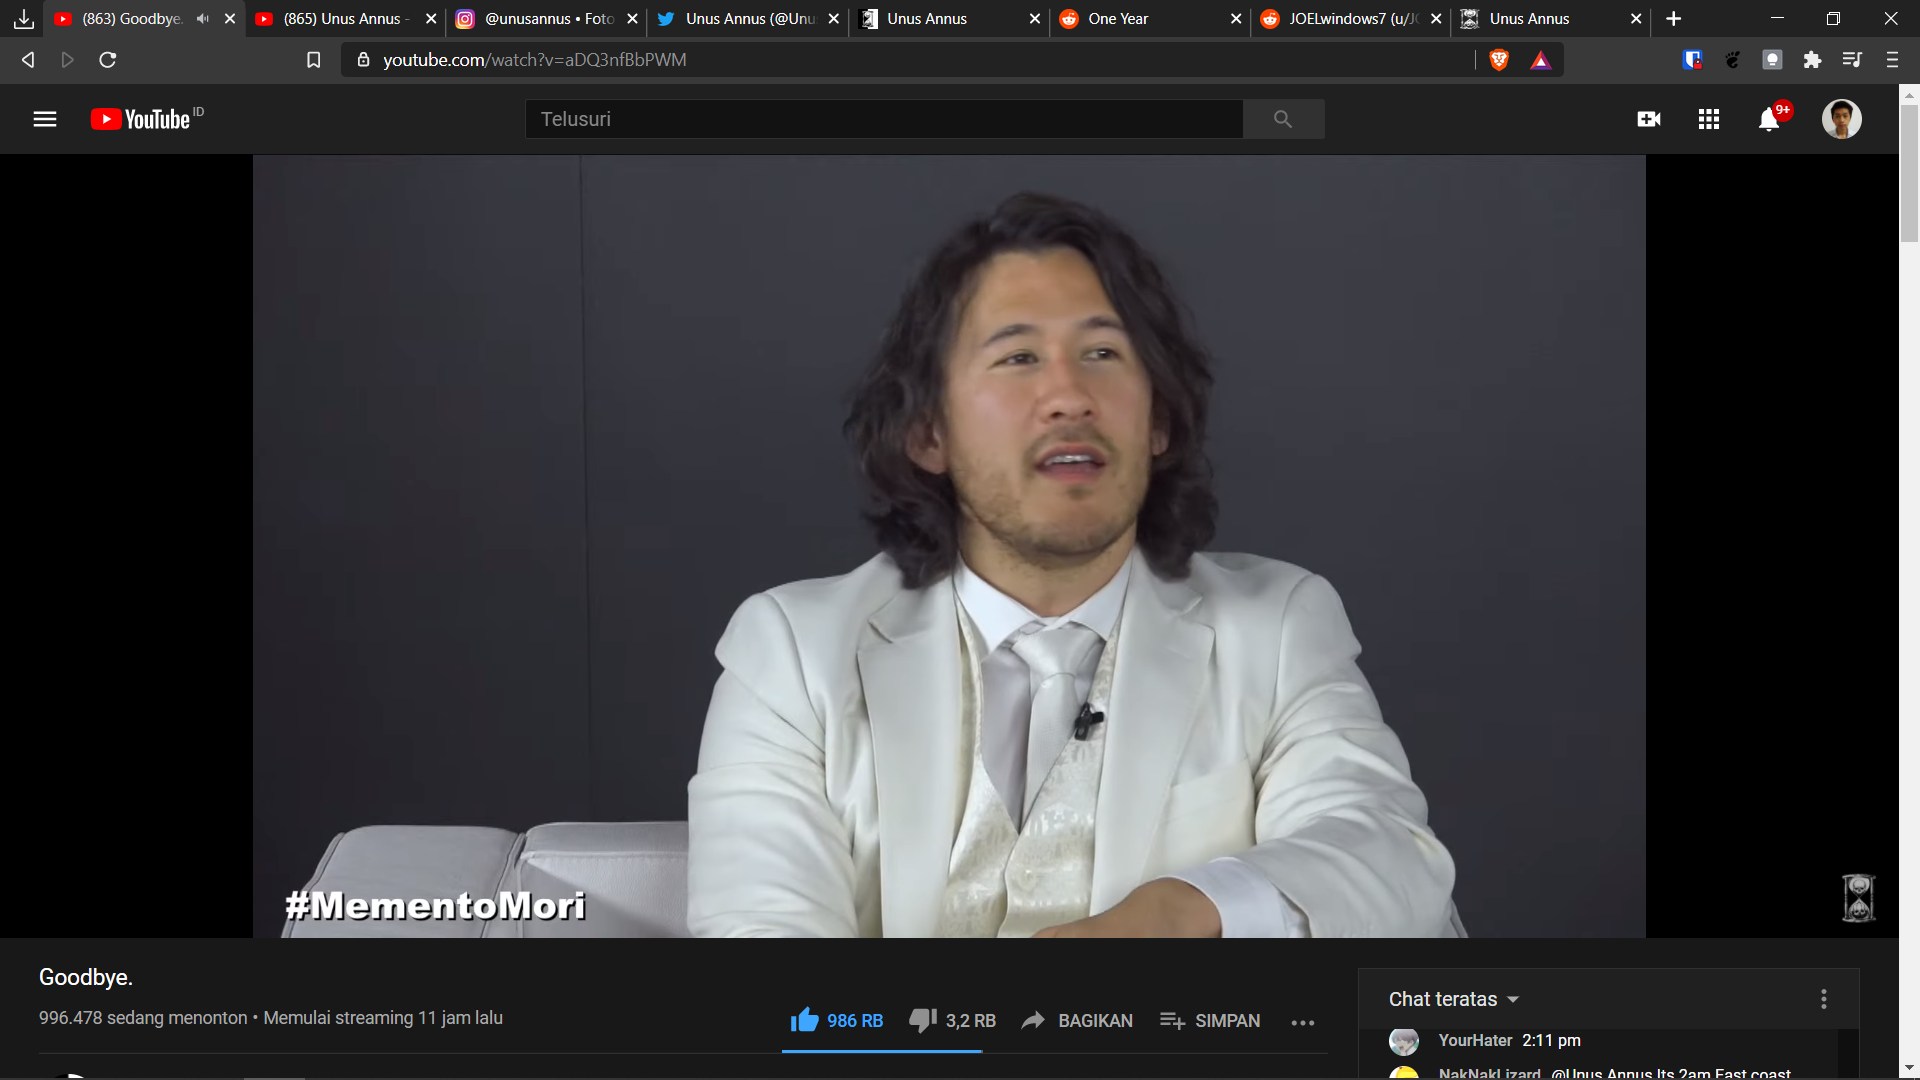 (863) Goodbye.
(865) Unus Annus -
@unusannus • Foto
Unus Annus (@Unu
Unus Annus
One Year
JOELwindows7 (u/JO
Unus Annus
youtube.com/watch?v=aDQ3nfBbPWM
YouTube ID
Telusuri
9+
#MementoMori
Goodbye.
996.478 sedang menonton • Memulai streaming 11 jam lalu
986 RB
3,2 RB
BAGIKAN
SIMPAN
Chat teratas
YourHater 2:11 pm
NakNakLizard @Unus Annus Its 2am East coast